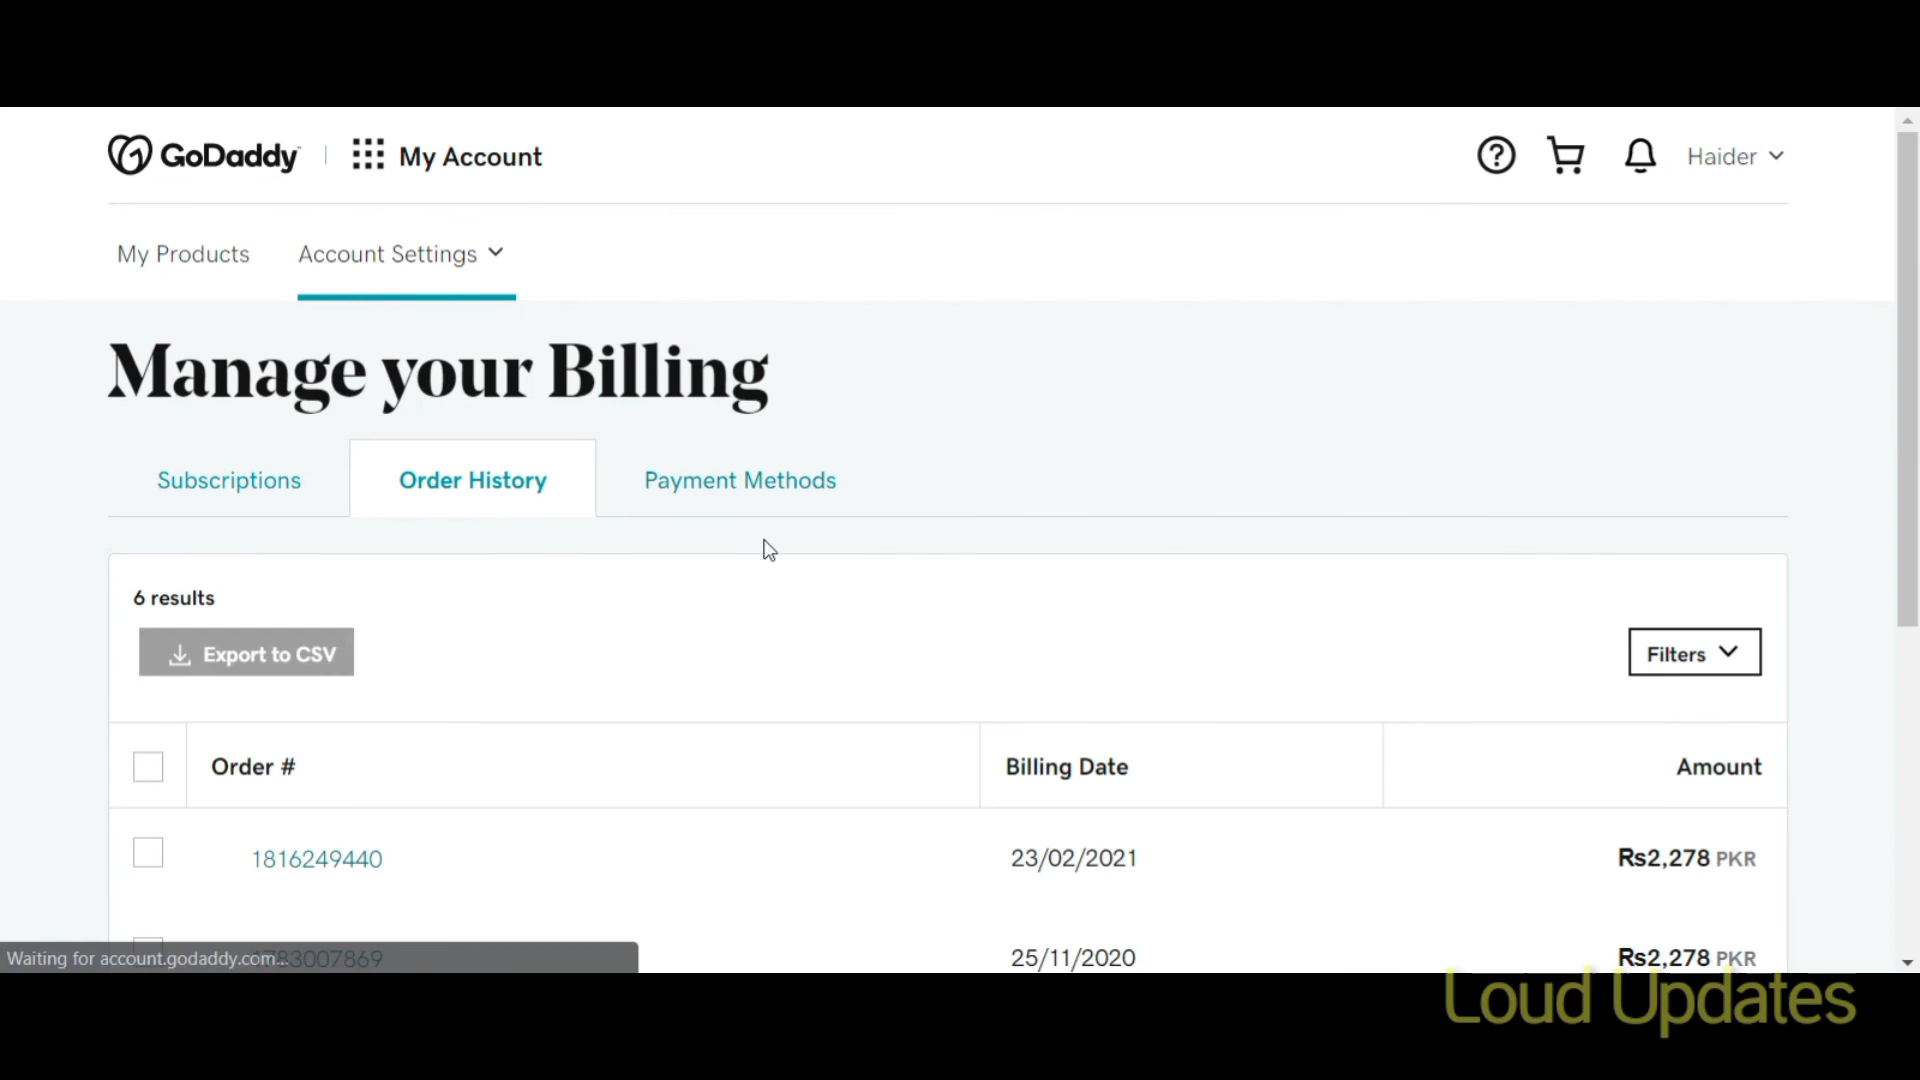 GoDaddy My Account Haider
My Products Account Settings
Manage your Billing
Subscriptions Order History Payment Methods
6 results
Export to CSV Filters
Order # Billing Date Amount
1816249440 23/02/2021 Rs2,278 PKR
1783007869 25/11/2020 Rs2,278 PKR
Waiting for account.godaddy.com...
Loud Updates